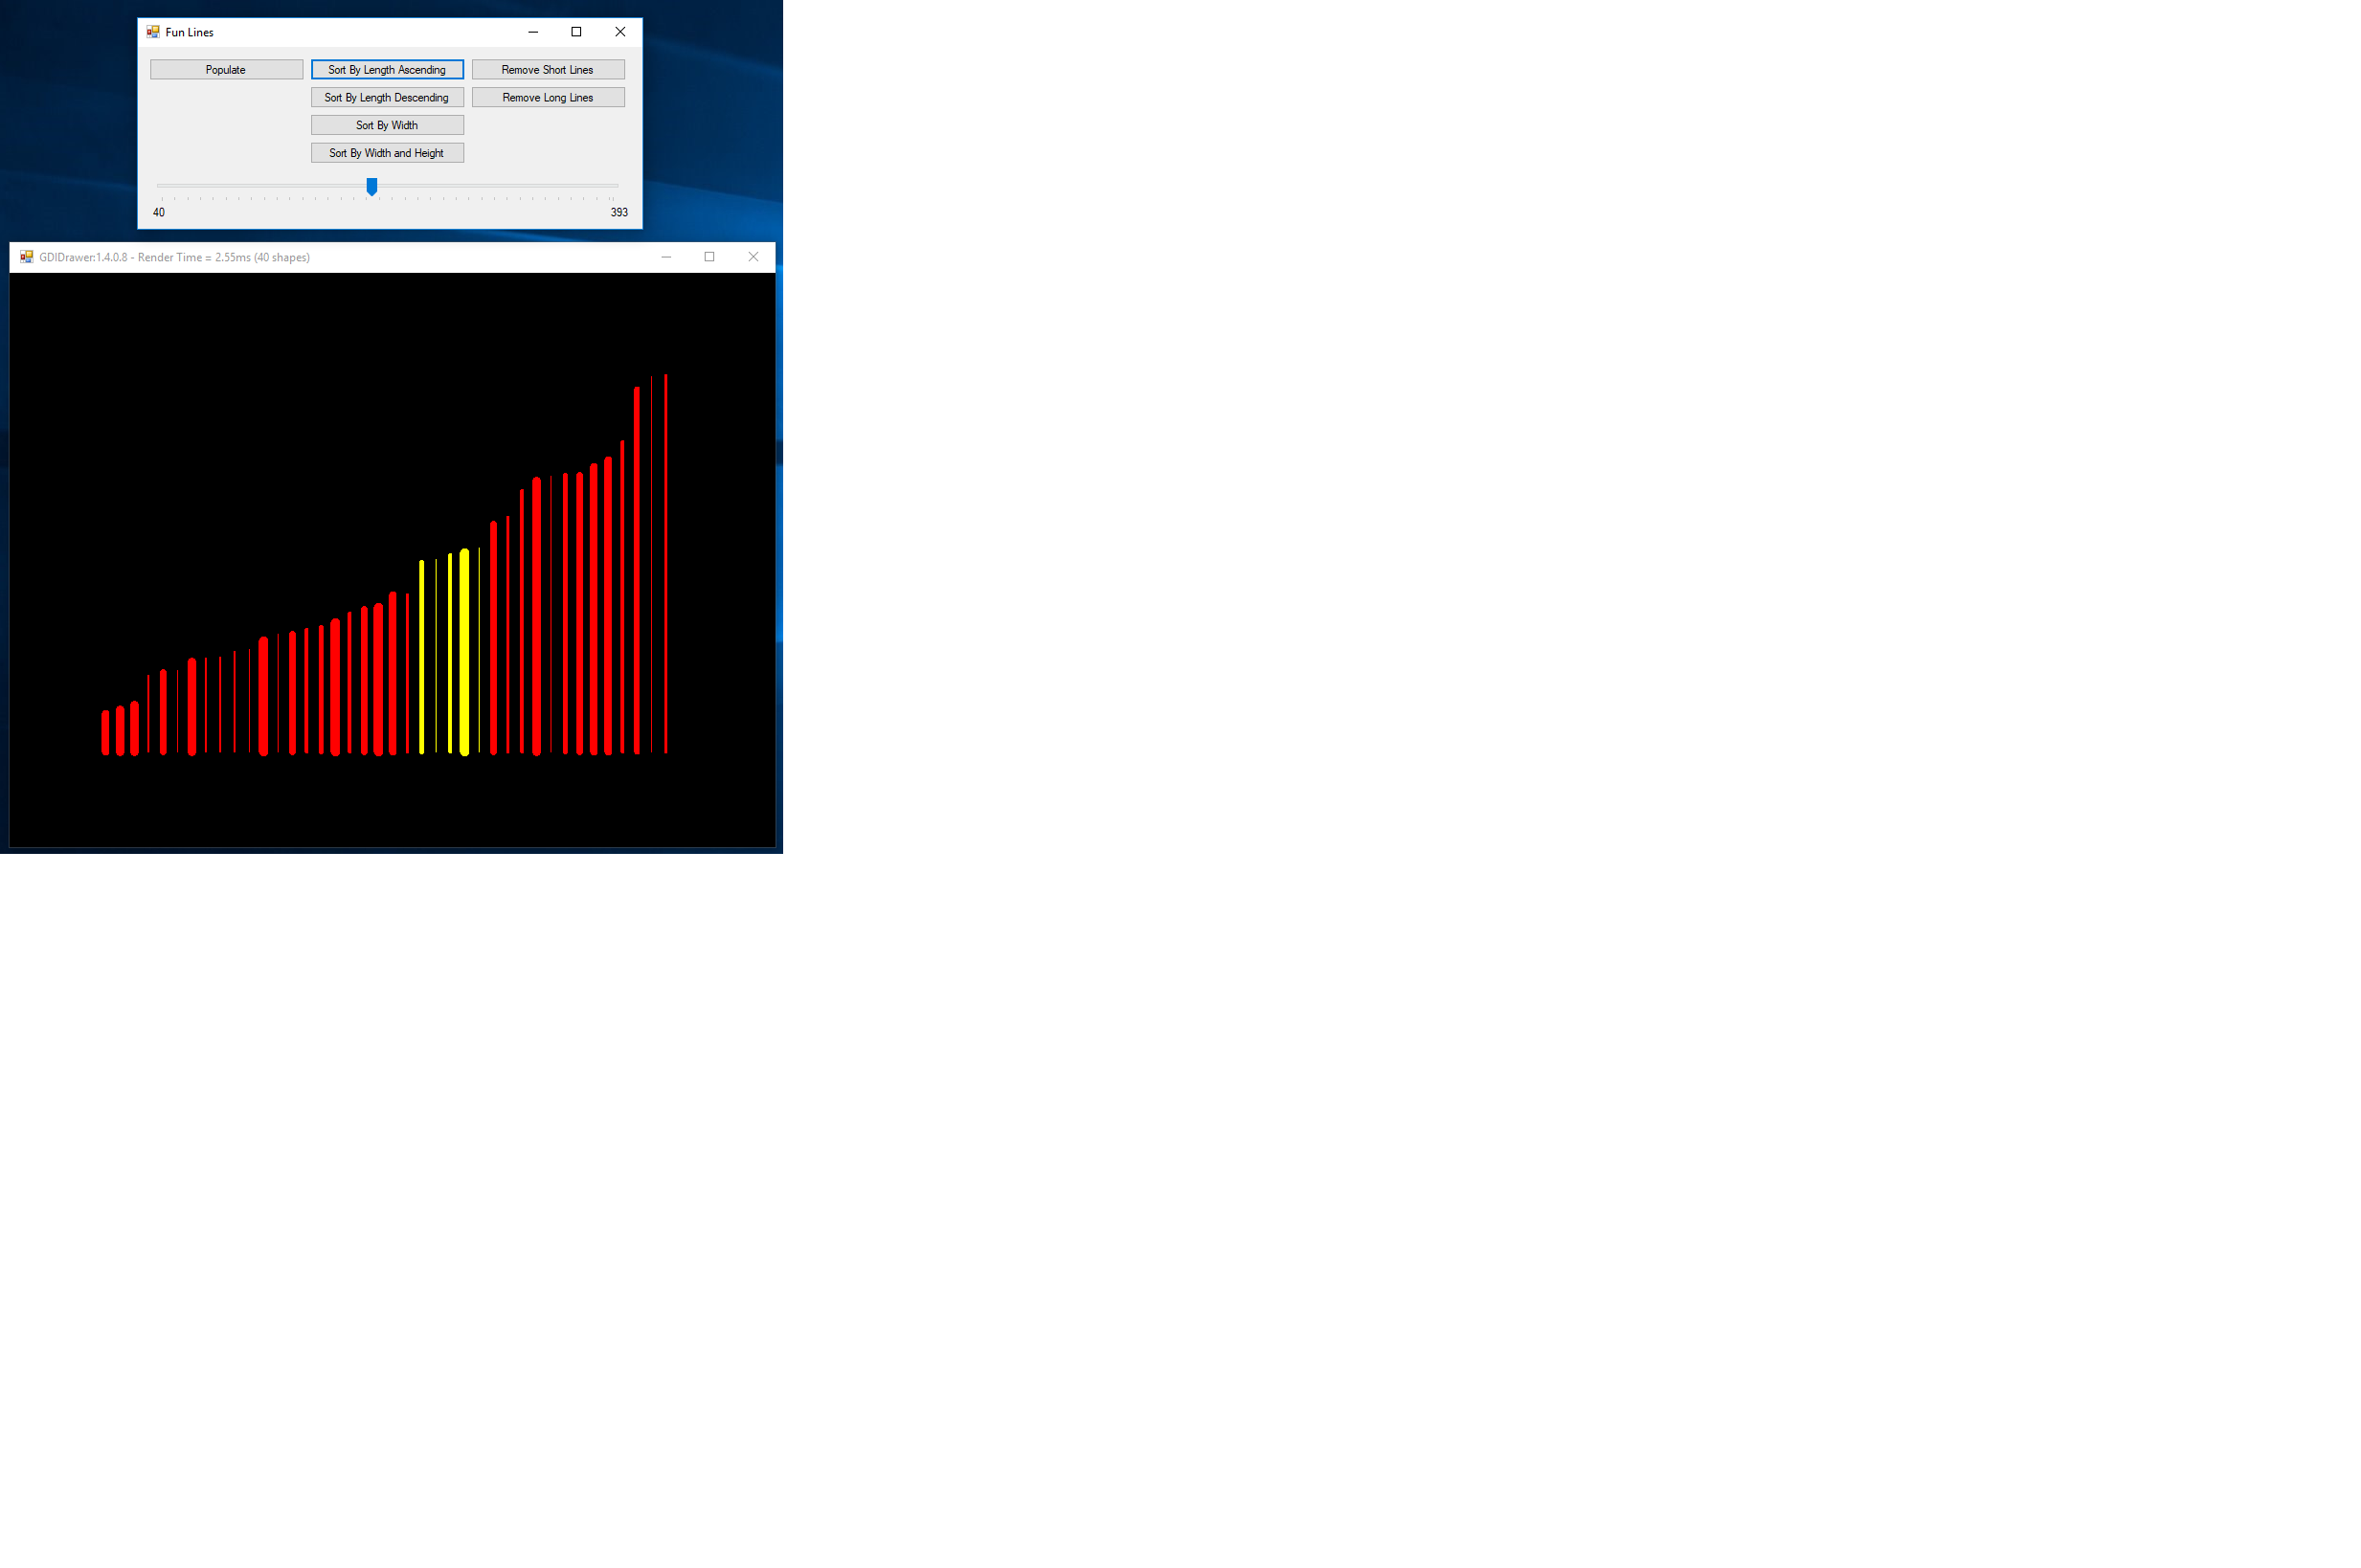 Fun Lines
Populate
Sort By Length Ascending
Remove Short Lines
Sort By Length Descending
Remove Long Lines
Sort By Width
Sort By Width and Height
40
393
GDIDrawer:1.4.0.8 - Render Time = 2.55ms (40 shapes)